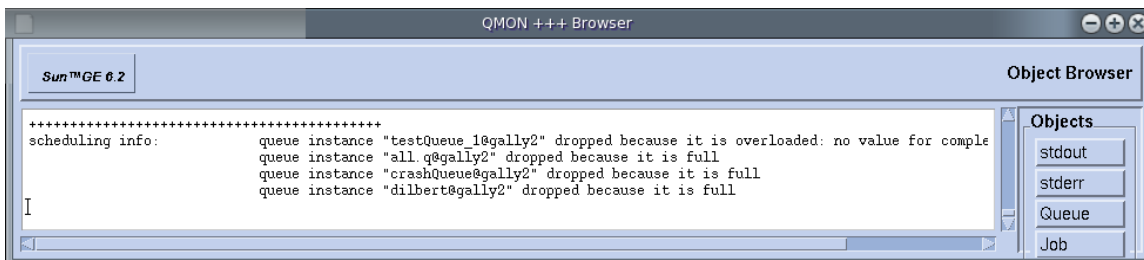 QMON +++ Browser
Sun™GE 6.2
Object Browser
+++++++++++++++++++++++++++++++++++++++++++
scheduling info: queue instance "testQueue_1@gally2" dropped because it is overloaded: no value for comple
queue instance "all.q@gally2" dropped because it is full
queue instance "crashQueue@gally2" dropped because it is full
queue instance "dilbert@gally2" dropped because it is full
Objects
stdout
stderr
Queue
Job